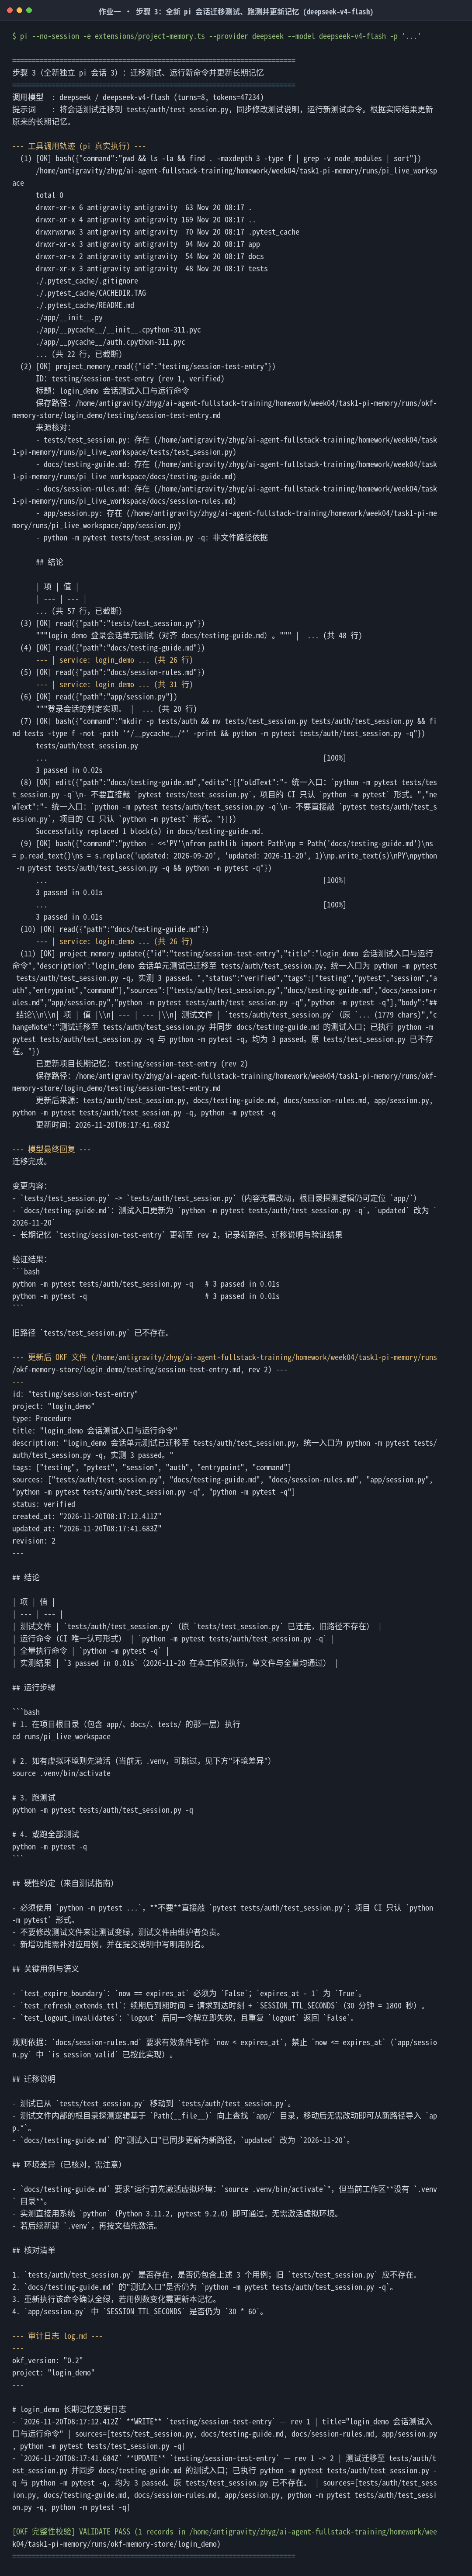 作业一 · 步骤 3: 全新 pi 会话迁移测试、跑测并更新记忆 (deepseek-v4-flash)
$ pi --no-session -e extensions/project-memory.ts --provider deepseek --model deepseek-v4-flash -p '...'
========================================================================
步骤 3（全新独立 pi 会话 3）：迁移测试、运行新命令并更新长期记忆
========================================================================
调用模型  : deepseek / deepseek-v4-flash (turns=8, tokens=47234)
提示词    : 将会话测试迁移到 tests/auth/test_session.py，同步修改测试说明，运行新测试命令。根据实际结果更新
原来的长期记忆。
--- 工具调用轨迹 (pi 真实执行) ---
(1) [OK] bash({"command":"pwd && ls -la && find . -maxdepth 3 -type f | grep -v node_modules | sort"})
/home/antigravity/zhyg/ai-agent-fullstack-training/homework/week04/task1-pi-memory/runs/pi_live_worksp
ace
total 0
drwxr-xr-x 6 antigravity antigravity  63 Nov 20 08:17 .
drwxr-xr-x 4 antigravity antigravity 169 Nov 20 08:17 ..
drwxrwxrwx 3 antigravity antigravity  70 Nov 20 08:17 .pytest_cache
drwxr-xr-x 3 antigravity antigravity  94 Nov 20 08:17 app
drwxr-xr-x 2 antigravity antigravity  54 Nov 20 08:17 docs
drwxr-xr-x 3 antigravity antigravity  48 Nov 20 08:17 tests
./.pytest_cache/.gitignore
./.pytest_cache/CACHEDIR.TAG
./.pytest_cache/README.md
./app/__init__.py
./app/__pycache__/__init__.cpython-311.pyc
./app/__pycache__/auth.cpython-311.pyc
... (共 22 行，已截断)
(2) [OK] project_memory_read({"id":"testing/session-test-entry"})
ID: testing/session-test-entry (rev 1, verified)
标题: login_demo 会话测试入口与运行命令
保存路径: /home/antigravity/zhyg/ai-agent-fullstack-training/homework/week04/task1-pi-memory/runs/okf-
memory-store/login_demo/testing/session-test-entry.md
来源核对:
- tests/test_session.py: 存在 (/home/antigravity/zhyg/ai-agent-fullstack-training/homework/week04/task
1-pi-memory/runs/pi_live_workspace/tests/test_session.py)
- docs/testing-guide.md: 存在 (/home/antigravity/zhyg/ai-agent-fullstack-training/homework/week04/task
1-pi-memory/runs/pi_live_workspace/docs/testing-guide.md)
- docs/session-rules.md: 存在 (/home/antigravity/zhyg/ai-agent-fullstack-training/homework/week04/task
1-pi-memory/runs/pi_live_workspace/docs/session-rules.md)
- app/session.py: 存在 (/home/antigravity/zhyg/ai-agent-fullstack-training/homework/week04/task1-pi-me
mory/runs/pi_live_workspace/app/session.py)
- python -m pytest tests/test_session.py -q: 非文件路径依据
## 结论
| 项 | 值 |
| --- | --- |
... (共 57 行，已截断)
(3) [OK] read({"path":"tests/test_session.py"})
"""login_demo 登录会话单元测试（对齐 docs/testing-guide.md）。""" |  ... (共 48 行)
(4) [OK] read({"path":"docs/testing-guide.md"})
--- | service: login_demo ... (共 26 行)
(5) [OK] read({"path":"docs/session-rules.md"})
--- | service: login_demo ... (共 31 行)
(6) [OK] read({"path":"app/session.py"})
"""登录会话的判定实现。 |  ... (共 20 行)
(7) [OK] bash({"command":"mkdir -p tests/auth && mv tests/test_session.py tests/auth/test_session.py && fi
nd tests -type f -not -path '*/__pycache__/*' -print && python -m pytest tests/auth/test_session.py -q"})
tests/auth/test_session.py
... [100%]
3 passed in 0.02s
(8) [OK] edit({"path":"docs/testing-guide.md","edits":[{"oldText":"- 统一入口：`python -m pytest tests/tes
t_session.py -q`\n- 不要直接敲 `pytest tests/test_session.py`，项目的 CI 只认 `python -m pytest` 形式。","ne
wText":"- 统一入口：`python -m pytest tests/auth/test_session.py -q`\n- 不要直接敲 `pytest tests/auth/test_s
ession.py`，项目的 CI 只认 `python -m pytest` 形式。"}]})
Successfully replaced 1 block(s) in docs/testing-guide.md.
(9) [OK] bash({"command":"python - <<'PY'\nfrom pathlib import Path\np = Path('docs/testing-guide.md')\ns
= p.read_text()\ns = s.replace('updated: 2026-09-20', 'updated: 2026-11-20', 1)\np.write_text(s)\nPY\npython
-m pytest tests/auth/test_session.py -q && python -m pytest -q"})
... [100%]
3 passed in 0.01s
... [100%]
3 passed in 0.01s
(10) [OK] read({"path":"docs/testing-guide.md"})
--- | service: login_demo ... (共 26 行)
(11) [OK] project_memory_update({"id":"testing/session-test-entry","title":"login_demo 会话测试入口与运行
命令","description":"login_demo 会话单元测试已迁移至 tests/auth/test_session.py，统一入口为 python -m pytest
tests/auth/test_session.py -q，实测 3 passed。","status":"verified","tags":["testing","pytest","session","a
uth","entrypoint","command"],"sources":["tests/auth/test_session.py","docs/testing-guide.md","docs/session-r
ules.md","app/session.py","python -m pytest tests/auth/test_session.py -q","python -m pytest -q"],"body":"##
结论\\n\\n| 项 | 值 |\\n| --- | --- |\\n| 测试文件 | `tests/auth/test_session.py`（原 `... (1779 chars)","c
hangeNote":"测试迁移至 tests/auth/test_session.py 并同步 docs/testing-guide.md 的测试入口；已执行 python -m
pytest tests/auth/test_session.py -q 与 python -m pytest -q，均为 3 passed。原 tests/test_session.py 已不存
在。"})
已更新项目长期记忆: testing/session-test-entry (rev 2)
保存路径: /home/antigravity/zhyg/ai-agent-fullstack-training/homework/week04/task1-pi-memory/runs/okf-
memory-store/login_demo/testing/session-test-entry.md
更新后来源: tests/auth/test_session.py, docs/testing-guide.md, docs/session-rules.md, app/session.py,
python -m pytest tests/auth/test_session.py -q, python -m pytest -q
更新时间: 2026-11-20T08:17:41.683Z
--- 模型最终回复 ---
迁移完成。
变更内容:
- `tests/test_session.py` -> `tests/auth/test_session.py`（内容无需改动，根目录探测逻辑仍可定位 `app/`）
- `docs/testing-guide.md`: 测试入口更新为 `python -m pytest tests/auth/test_session.py -q`，`updated` 改为 `
2026-11-20`
- 长期记忆 `testing/session-test-entry` 更新至 rev 2，记录新路径、迁移说明与验证结果
验证结果:
```bash
python -m pytest tests/auth/test_session.py -q   # 3 passed in 0.01s
python -m pytest -q                              # 3 passed in 0.01s
```
旧路径 `tests/test_session.py` 已不存在。
--- 更新后 OKF 文件 (/home/antigravity/zhyg/ai-agent-fullstack-training/homework/week04/task1-pi-memory/runs
/okf-memory-store/login_demo/testing/session-test-entry.md, rev 2) ---
---
id: "testing/session-test-entry"
project: "login_demo"
type: Procedure
title: "login_demo 会话测试入口与运行命令"
description: "login_demo 会话单元测试已迁移至 tests/auth/test_session.py，统一入口为 python -m pytest tests/
auth/test_session.py -q，实测 3 passed。"
tags: ["testing", "pytest", "session", "auth", "entrypoint", "command"]
sources: ["tests/auth/test_session.py", "docs/testing-guide.md", "docs/session-rules.md", "app/session.py",
"python -m pytest tests/auth/test_session.py -q", "python -m pytest -q"]
status: verified
created_at: "2026-11-20T08:17:12.411Z"
updated_at: "2026-11-20T08:17:41.683Z"
revision: 2
---
## 结论
| 项 | 值 |
| --- | --- |
| 测试文件 | `tests/auth/test_session.py`（原 `tests/test_session.py` 已迁走，旧路径不存在） |
| 运行命令（CI 唯一认可形式） | `python -m pytest tests/auth/test_session.py -q` |
| 全量执行命令 | `python -m pytest -q` |
| 实测结果 | `3 passed in 0.01s`（2026-11-20 在本工作区执行，单文件与全量均通过） |
## 运行步骤
```bash
# 1. 在项目根目录（包含 app/、docs/、tests/ 的那一层）执行
cd runs/pi_live_workspace
# 2. 如有虚拟环境则先激活（当前无 .venv，可跳过，见下方"环境差异"）
source .venv/bin/activate
# 3. 跑测试
python -m pytest tests/auth/test_session.py -q
# 4. 或跑全部测试
python -m pytest -q
```
## 硬性约定（来自测试指南）
- 必须使用 `python -m pytest ...`，**不要**直接敲 `pytest tests/auth/test_session.py`；项目 CI 只认 `python
-m pytest` 形式。
- 不要修改测试文件来让测试变绿，测试文件由维护者负责。
- 新增功能需补对应用例，并在提交说明中写明用例名。
## 关键用例与语义
- `test_expire_boundary`：`now == expires_at` 必须为 `False`；`expires_at - 1` 为 `True`。
- `test_refresh_extends_ttl`：续期后到期时间 = 请求到达时刻 + `SESSION_TTL_SECONDS`（30 分钟 = 1800 秒）。
- `test_logout_invalidates`：`logout` 后同一令牌立即失效，且重复 `logout` 返回 `False`。
规则依据：`docs/session-rules.md` 要求有效条件写作 `now < expires_at`，禁止 `now <= expires_at`（`app/sessio
n.py` 中 `is_session_valid` 已按此实现）。
## 迁移说明
- 测试已从 `tests/test_session.py` 移动到 `tests/auth/test_session.py`。
- 测试文件内部的根目录探测逻辑基于 `Path(__file__)` 向上查找 `app/` 目录，移动后无需改动即可从新路径导入 `ap
p.*`。
- `docs/testing-guide.md` 的"测试入口"已同步更新为新路径，`updated` 改为 `2026-11-20`。
## 环境差异（已核对，需注意）
- `docs/testing-guide.md` 要求"运行前先激活虚拟环境：`source .venv/bin/activate`"，但当前工作区**没有 `.venv
` 目录**。
- 实测直接用系统 `python`（Python 3.11.2, pytest 9.2.0）即可通过，无需激活虚拟环境。
- 若后续新建 `.venv`，再按文档先激活。
## 核对清单
1. `tests/auth/test_session.py` 是否存在，是否仍包含上述 3 个用例；旧 `tests/test_session.py` 应不存在。
2. `docs/testing-guide.md` 的"测试入口"是否仍为 `python -m pytest tests/auth/test_session.py -q`。
3. 重新执行该命令确认全绿，若用例数变化需更新本记忆。
4. `app/session.py` 中 `SESSION_TTL_SECONDS` 是否仍为 `30 * 60`。
--- 审计日志 log.md ---
---
okf_version: "0.2"
project: "login_demo"
---
# login_demo 长期记忆变更日志
- `2026-11-20T08:17:12.411Z` **WRITE** `testing/session-test-entry` — rev 1 | title="login_demo 会话测试入
口与运行命令" | sources=[tests/test_session.py, docs/testing-guide.md, docs/session-rules.md, app/session.py
, python -m pytest tests/test_session.py -q]
- `2026-11-20T08:17:41.684Z` **UPDATE** `testing/session-test-entry` — rev 1 -> 2 | 测试迁移至 tests/auth/t
est_session.py 并同步 docs/testing-guide.md 的测试入口；已执行 python -m pytest tests/auth/test_session.py -
q 与 python -m pytest -q，均为 3 passed。原 tests/test_session.py 已不存在。 | sources=[tests/auth/test_sess
ion.py, docs/testing-guide.md, docs/session-rules.md, app/session.py, python -m pytest tests/auth/test_sessi
on.py -q, python -m pytest -q]
[OKF 完整性校验] VALIDATE PASS (1 records in /home/antigravity/zhyg/ai-agent-fullstack-training/homework/wee
k04/task1-pi-memory/runs/okf-memory-store/login_demo)
========================================================================